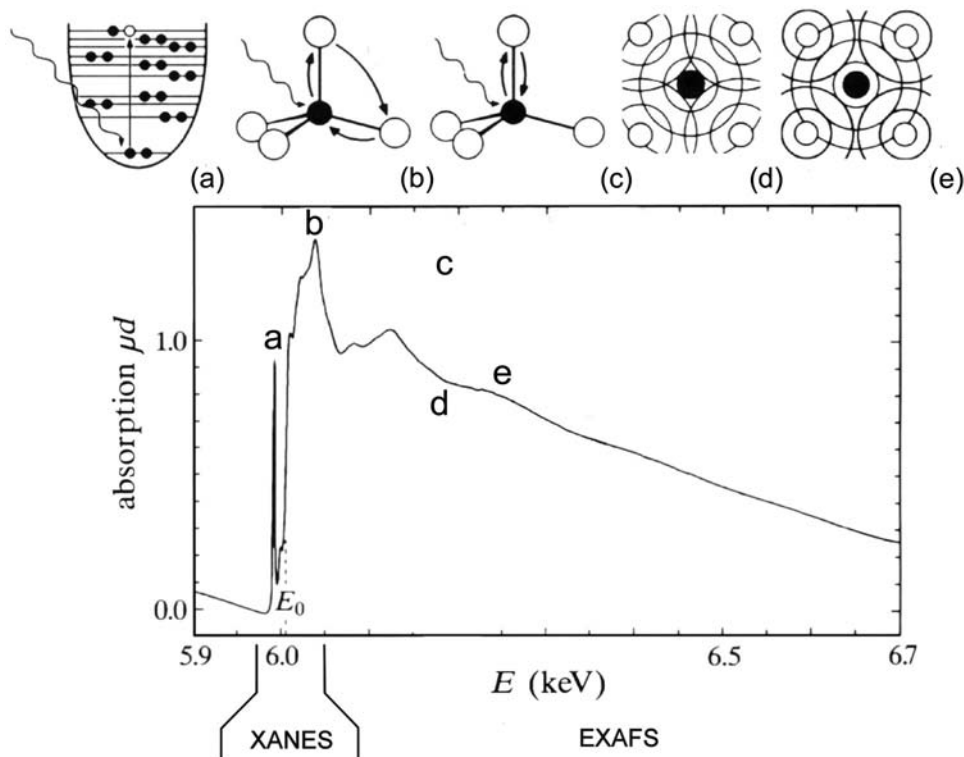 (a) (b) (c) (d) (e)
b
c
a
1.0
e
d
absorption μd
0.0
E₀
5.9 6.0 6.5 6.7
E (keV)
XANES EXAFS